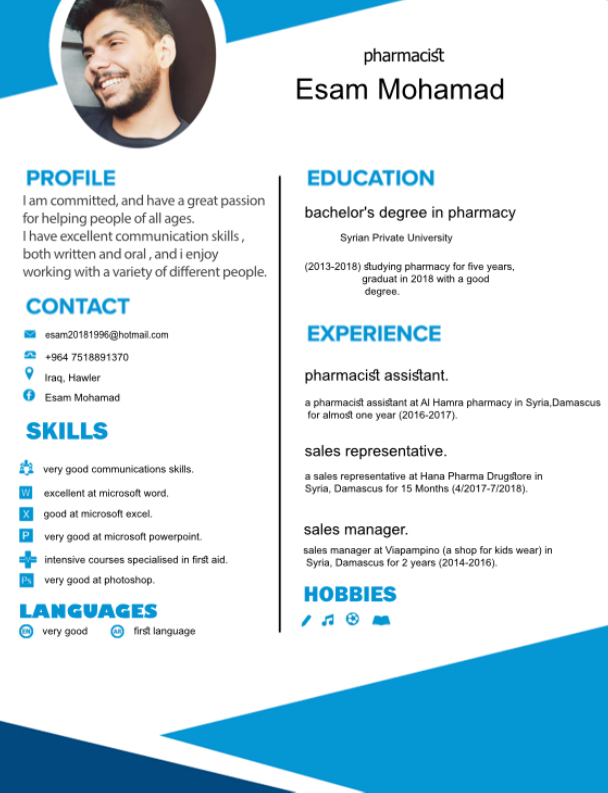 pharmacist
Esam Mohamad
PROFILE
I am committed, and have a great passion
for helping people of all ages.
I have excellent communication skills ,
both written and oral , and i enjoy
working with a variety of different people.
CONTACT
esam20181996@hotmail.com
+964 7518891370
Iraq, Hawler
Esam Mohamad
SKILLS
very good communications skills.
W excellent at microsoft word.
X good at microsoft excel.
P very good at microsoft powerpoint.
intensive courses specialised in first aid.
Ps very good at photoshop.
LANGUAGES
EN very good AR first language
EDUCATION
bachelor's degree in pharmacy
Syrian Private University
(2013-2018) studying pharmacy for five years,
graduat in 2018 with a good
degree.
EXPERIENCE
pharmacist assistant.
a pharmacist assistant at Al Hamra pharmacy in Syria,Damascus
for almost one year (2016-2017).
sales representative.
a sales representative at Hana Pharma Drugstore in
Syria, Damascus for 15 Months (4/2017-7/2018).
sales manager.
sales manager at Viapampino (a shop for kids wear) in
Syria, Damascus for 2 years (2014-2016).
HOBBIES